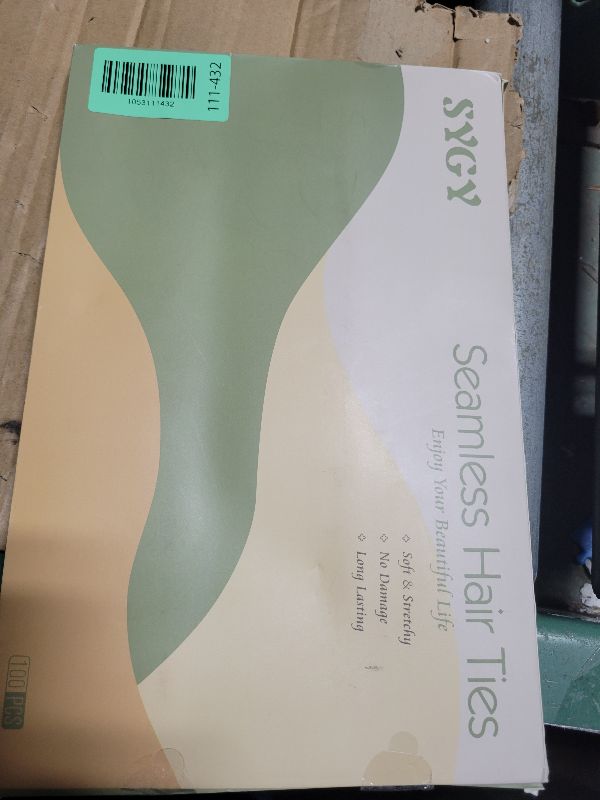 1053111432
111-432
SYGY
Seamless Hair Ties
Enjoy Your Beautiful Life
Soft & Stretchy
No Damage
Long Lasting
100 PCS